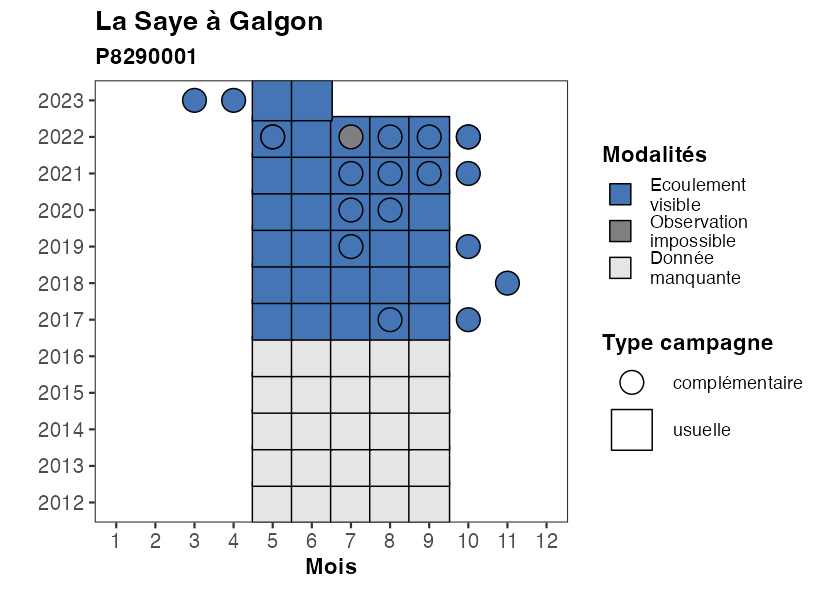 La Saye à Galgon
P8290001
2023
2022
2021
2020
2019
2018
2017
2016
2015
2014
2013
2012
1 2 3 4 5 6 7 8 9 10 11 12
Mois
Modalités
Ecoulement
visible
Observation
impossible
Donnée
manquante
Type campagne
complémentaire
usuelle